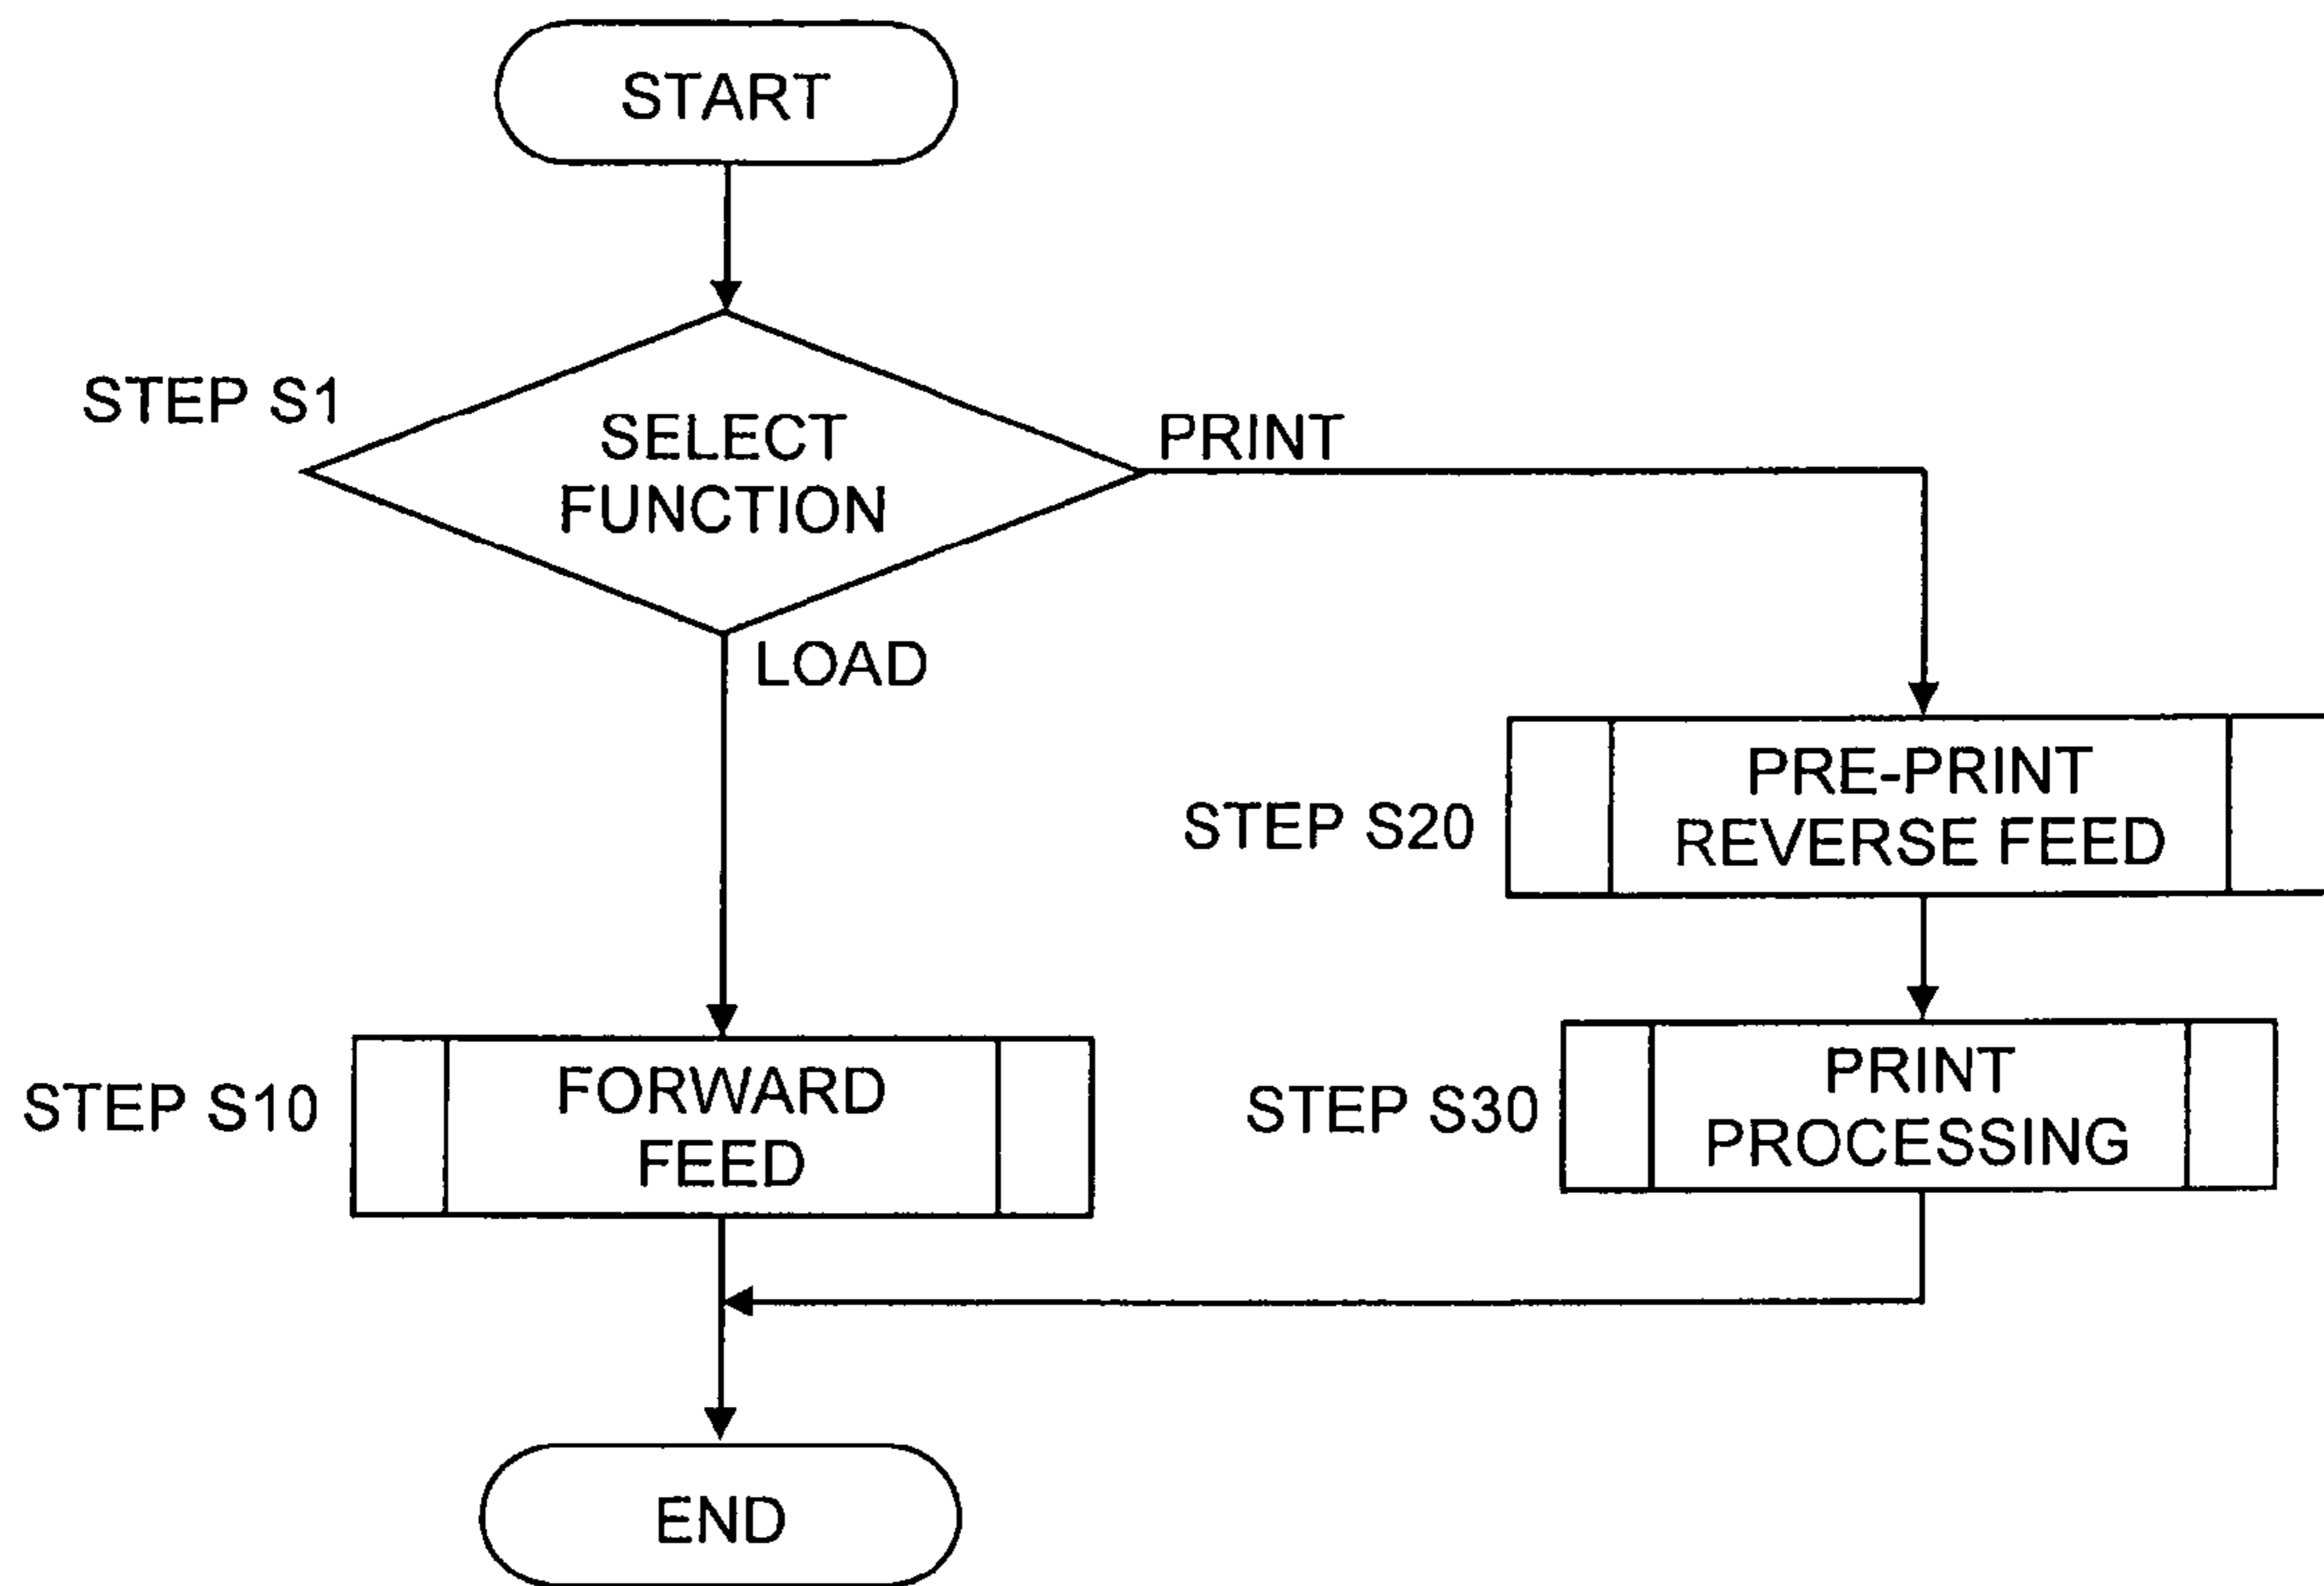 START
STEP S1
SELECT
FUNCTION
PRINT
LOAD
STEP S20
PRE-PRINT
REVERSE FEED
STEP S10
FORWARD
FEED
STEP S30
PRINT
PROCESSING
END